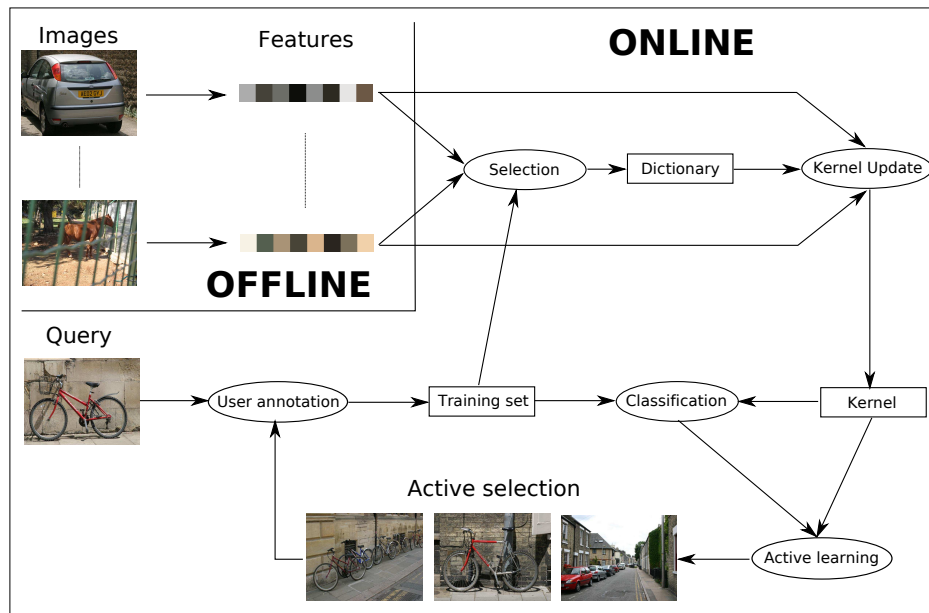 Images
Features
ONLINE
Selection
Dictionary
Kernel Update
OFFLINE
Query
User annotation
Training set
Classification
Kernel
Active selection
Active learning